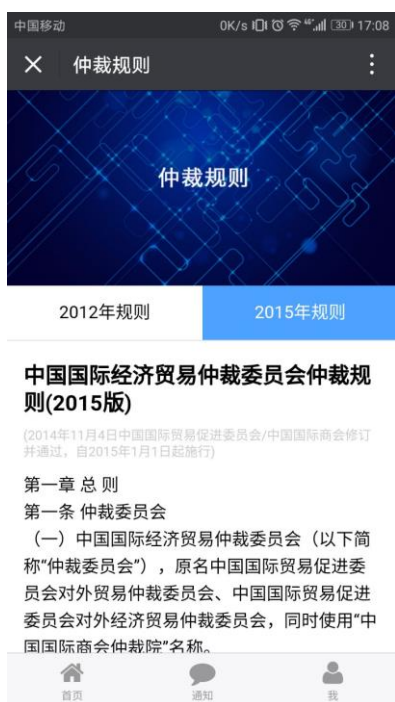 中国移动 0K/s 46 30 17:08
仲裁规则
仲裁规则
2012年规则 2015年规则
中国国际经济贸易仲裁委员会仲裁规
则(2015版)
(2014年11月4日中国国际贸易促进委员会/中国国际商会修订
并通过，自2015年1月1日起施行)
第一章 总 则
第一条 仲裁委员会
（一）中国国际经济贸易仲裁委员会（以下简
称“仲裁委员会”），原名中国国际贸易促进委
员会对外贸易仲裁委员会、中国国际贸易促进
委员会对外经济贸易仲裁委员会，同时使用“中
国国际商会仲裁院”名称。
首页 通知 我